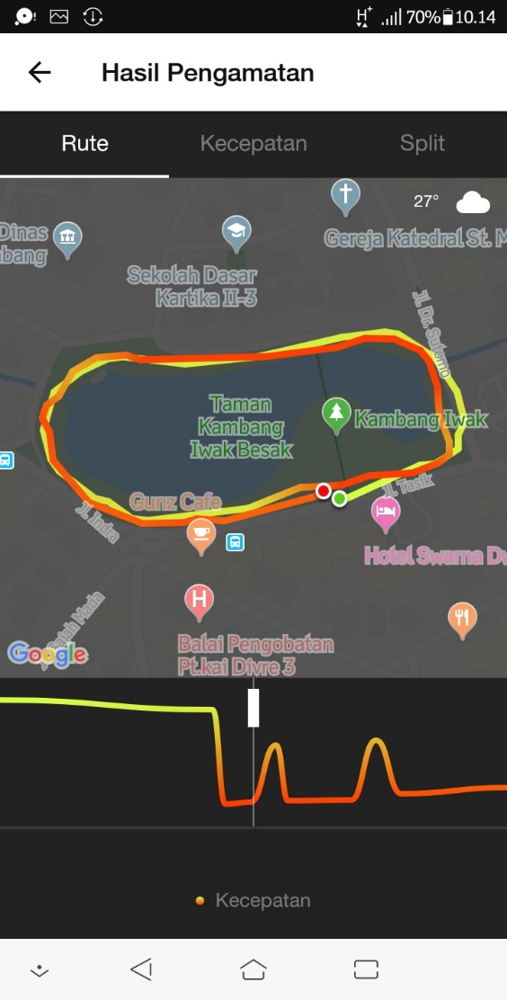 H+ 70% 10.14
Hasil Pengamatan
Rute Kecepatan Split
27°
Dinas
bang
Gereja Katedral St. M
Sekolah Dasar
Kartika II-3
Jl. Dr. Sutomo
Taman
Kambang
Iwak Besak
Kambang Iwak
Jl. Tasik
Gunz Cafe
Jl. Indra
Hotel Swarna Dw
Gajah Mada
H
Balai Pengobatan
Pt.kai Divre 3
Google
Kecepatan